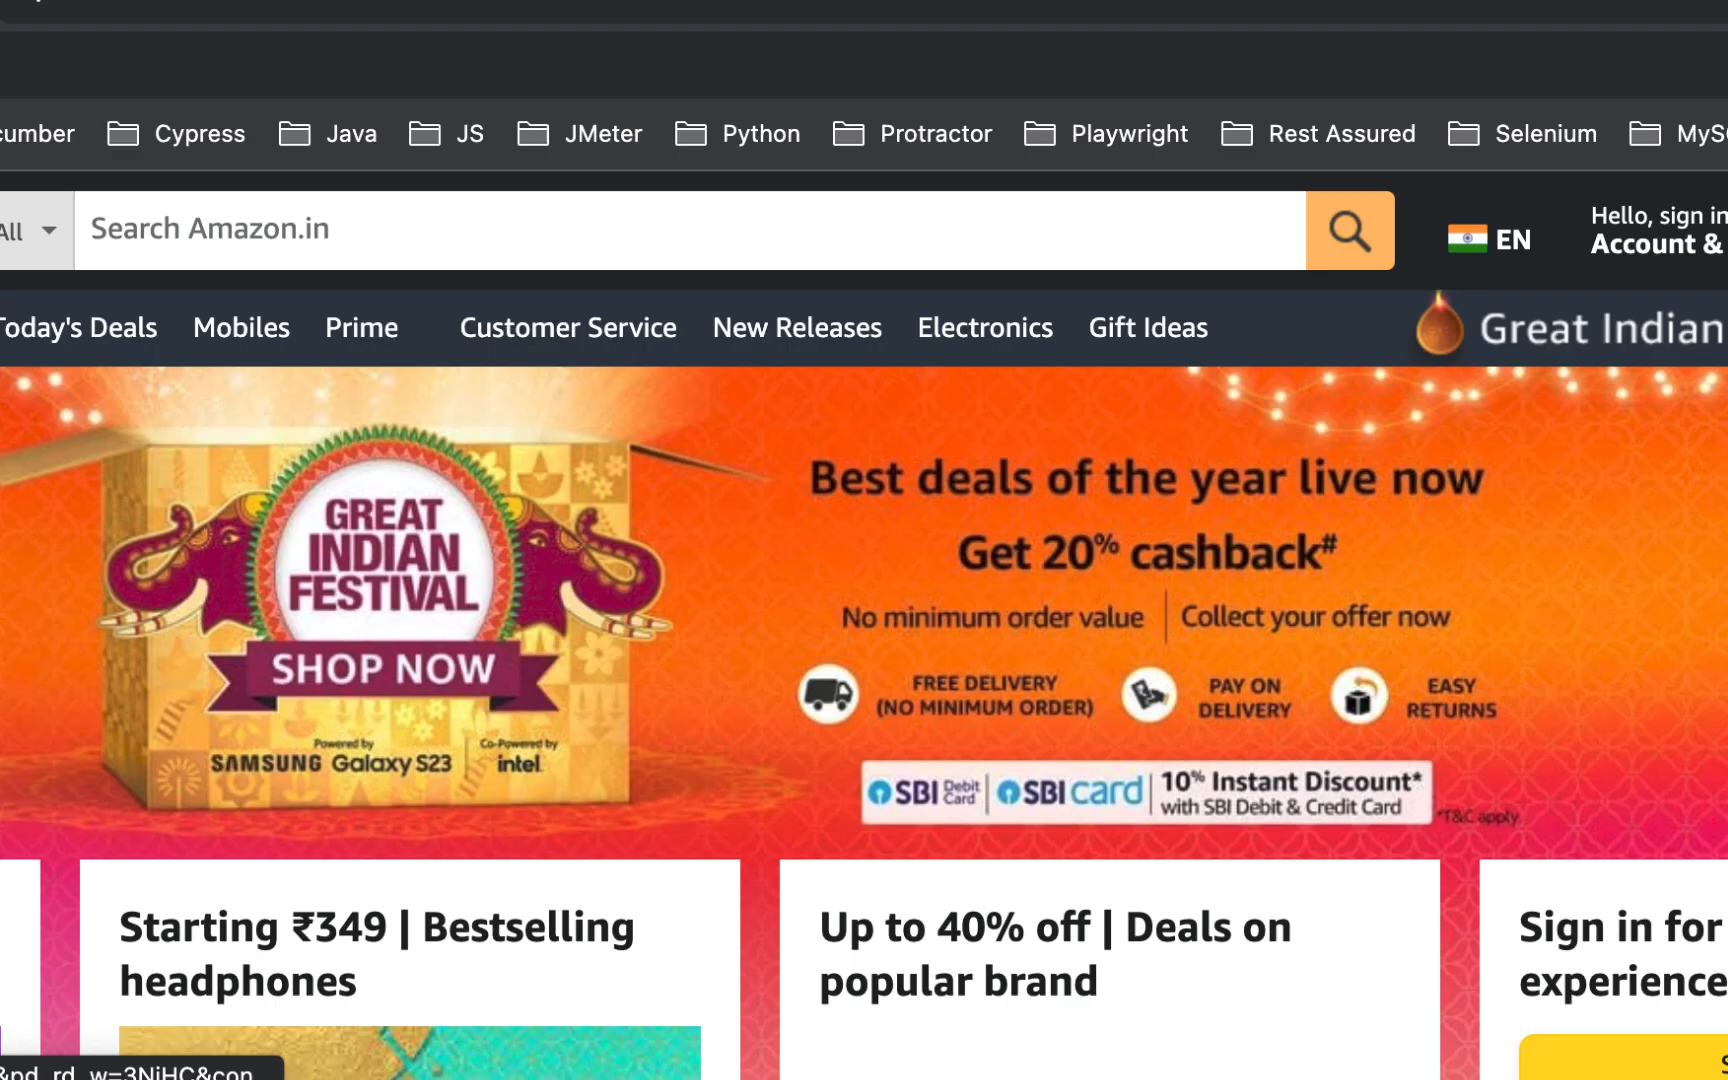 cumber Cypress Java JS JMeter Python Protractor Playwright Rest Assured Selenium MyS
All Search Amazon.in EN Hello, sign in
Account &
Today's Deals Mobiles Prime Customer Service New Releases Electronics Gift Ideas Great Indian
GREAT
INDIAN
FESTIVAL
SHOP NOW
Powered by
SAMSUNG Galaxy S23
Co-Powered by
intel
Best deals of the year live now
Get 20% cashback#
No minimum order value | Collect your offer now
FREE DELIVERY
(NO MINIMUM ORDER)
PAY ON
DELIVERY
EASY
RETURNS
SBI Debit Card | SBI card | 10% Instant Discount*
with SBI Debit & Credit Card
*T&C apply
Starting ₹349 | Bestselling
headphones
Up to 40% off | Deals on
popular brand
Sign in for
experience
&pd_rd_w=3NiHC&con